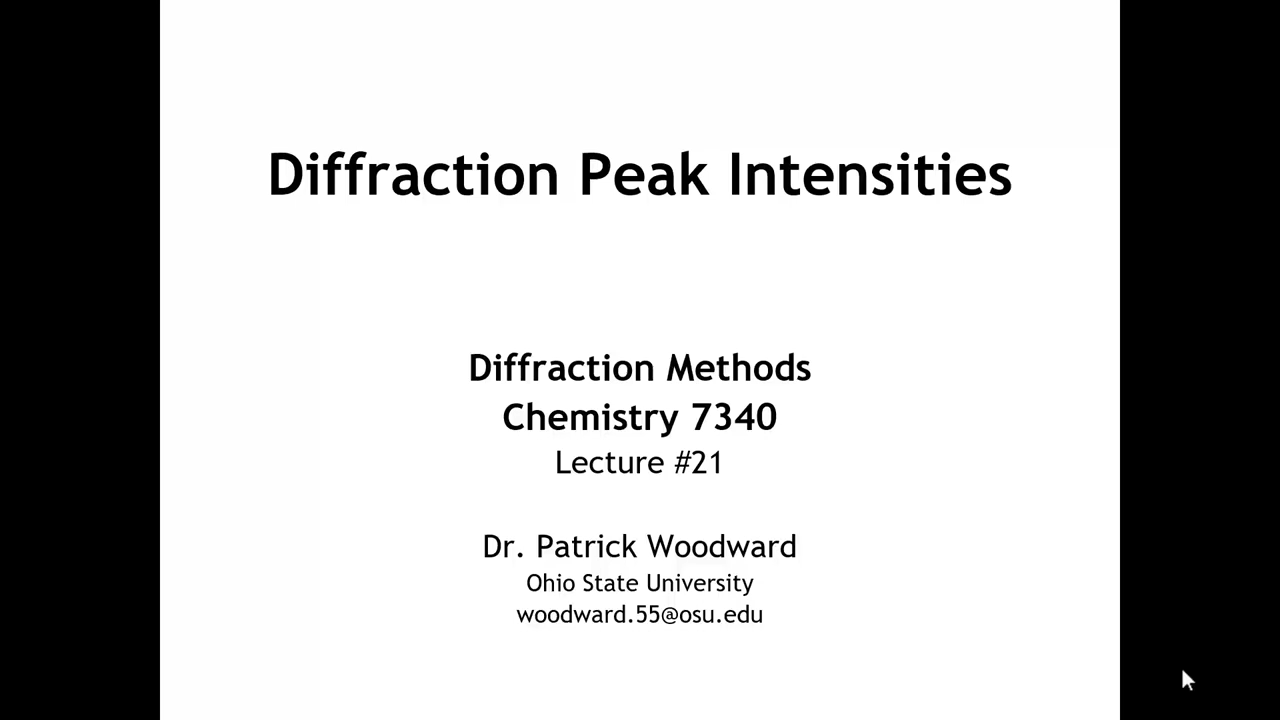 Diffraction Peak Intensities
Diffraction Methods
Chemistry 7340
Lecture #21
Dr. Patrick Woodward
Ohio State University
woodward.55@osu.edu